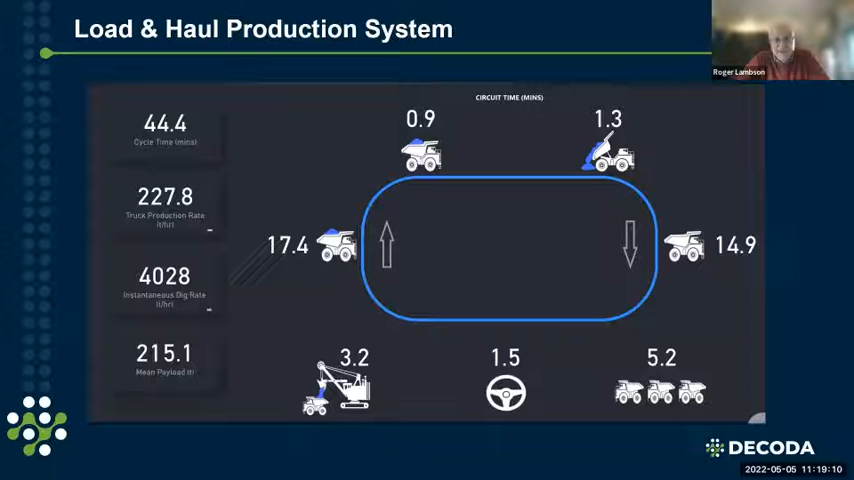 Load & Haul Production System
Roger Lambson
CIRCUIT TIME (MINS)
44.4
Cycle Time (mins)
0.9
1.3
227.8
Truck Production Rate
(t/hr)
17.4
14.9
4028
Instantaneous Dig Rate
(t/hr)
215.1
Mean Payload (t)
3.2
1.5
5.2
DECODA
2022-05-05 11:19:10